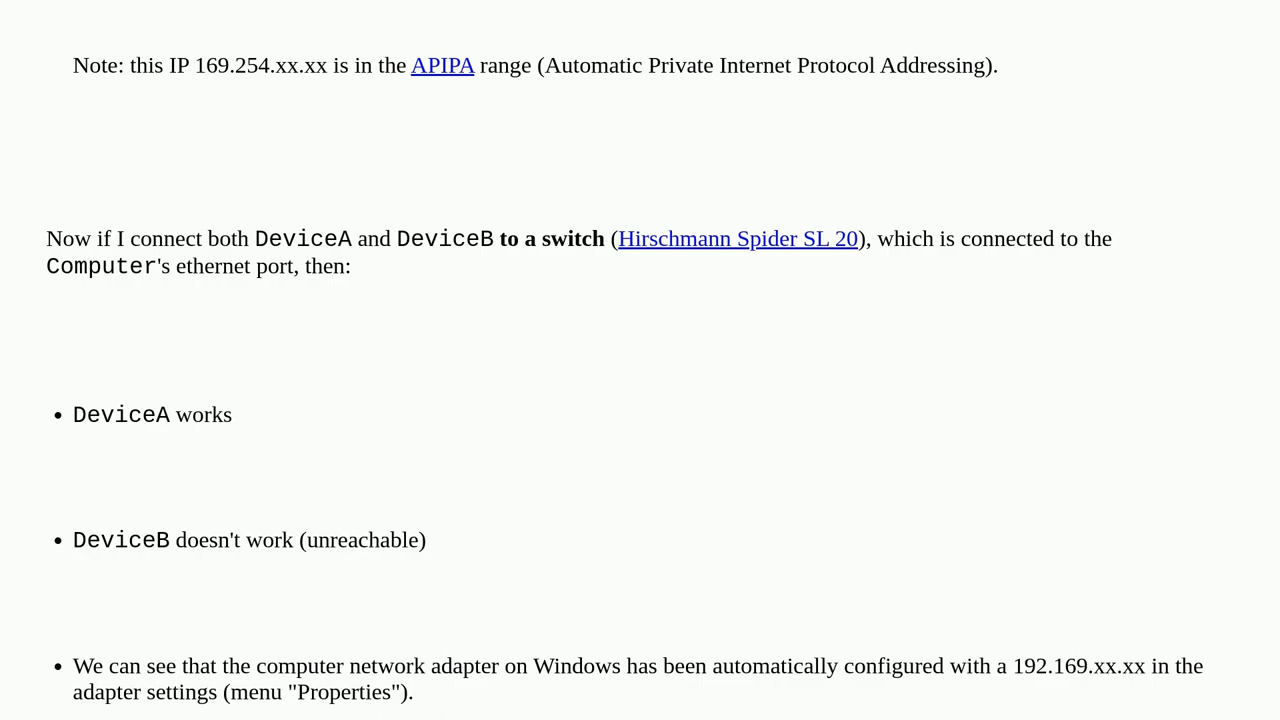 Note: this IP 169.254.xx.xx is in the APIPA range (Automatic Private Internet Protocol Addressing).
Now if I connect both DeviceA and DeviceB to a switch (Hirschmann Spider SL 20), which is connected to the
Computer's ethernet port, then:
• DeviceA works
• DeviceB doesn't work (unreachable)
• We can see that the computer network adapter on Windows has been automatically configured with a 192.169.xx.xx in the
adapter settings (menu "Properties").